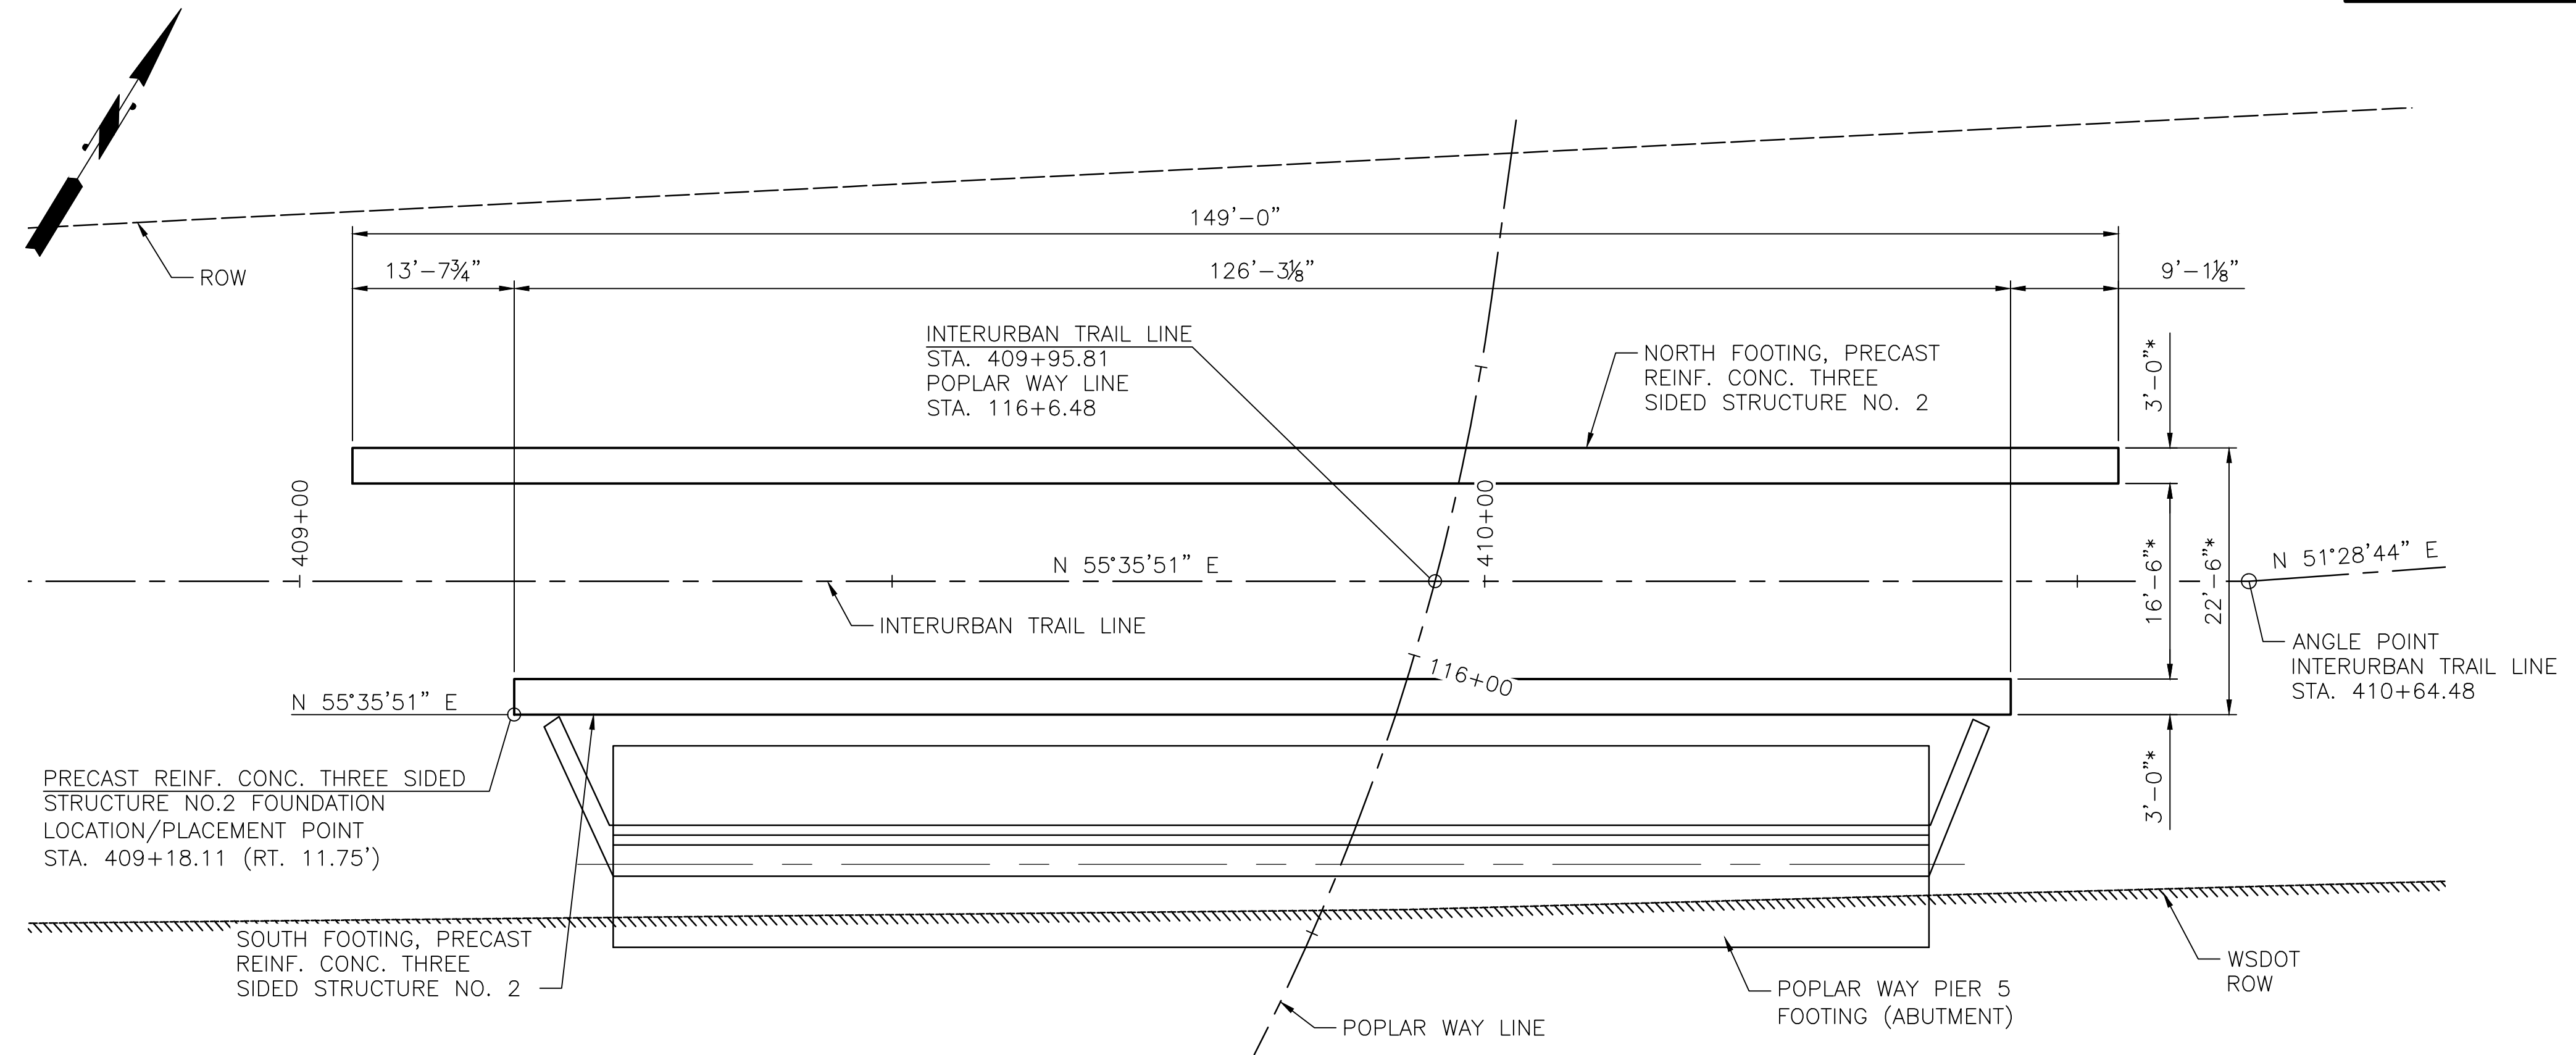 149'-0"
13'-7¾"
126'-3⅛"
9'-1⅛"
ROW
INTERURBAN TRAIL LINE
STA. 409+95.81
POPLAR WAY LINE
STA. 116+6.48
NORTH FOOTING, PRECAST
REINF. CONC. THREE
SIDED STRUCTURE NO. 2
3'-0"*
409+00
410+00
N 55°35'51" E
16'-6"*
22'-6"*
N 51°28'44" E
INTERURBAN TRAIL LINE
ANGLE POINT
INTERURBAN TRAIL LINE
STA. 410+64.48
116+00
N 55°35'51" E
PRECAST REINF. CONC. THREE SIDED
STRUCTURE NO.2 FOUNDATION
LOCATION/PLACEMENT POINT
STA. 409+18.11 (RT. 11.75')
3'-0"*
SOUTH FOOTING, PRECAST
REINF. CONC. THREE
SIDED STRUCTURE NO. 2
WSDOT
ROW
POPLAR WAY PIER 5
FOOTING (ABUTMENT)
POPLAR WAY LINE